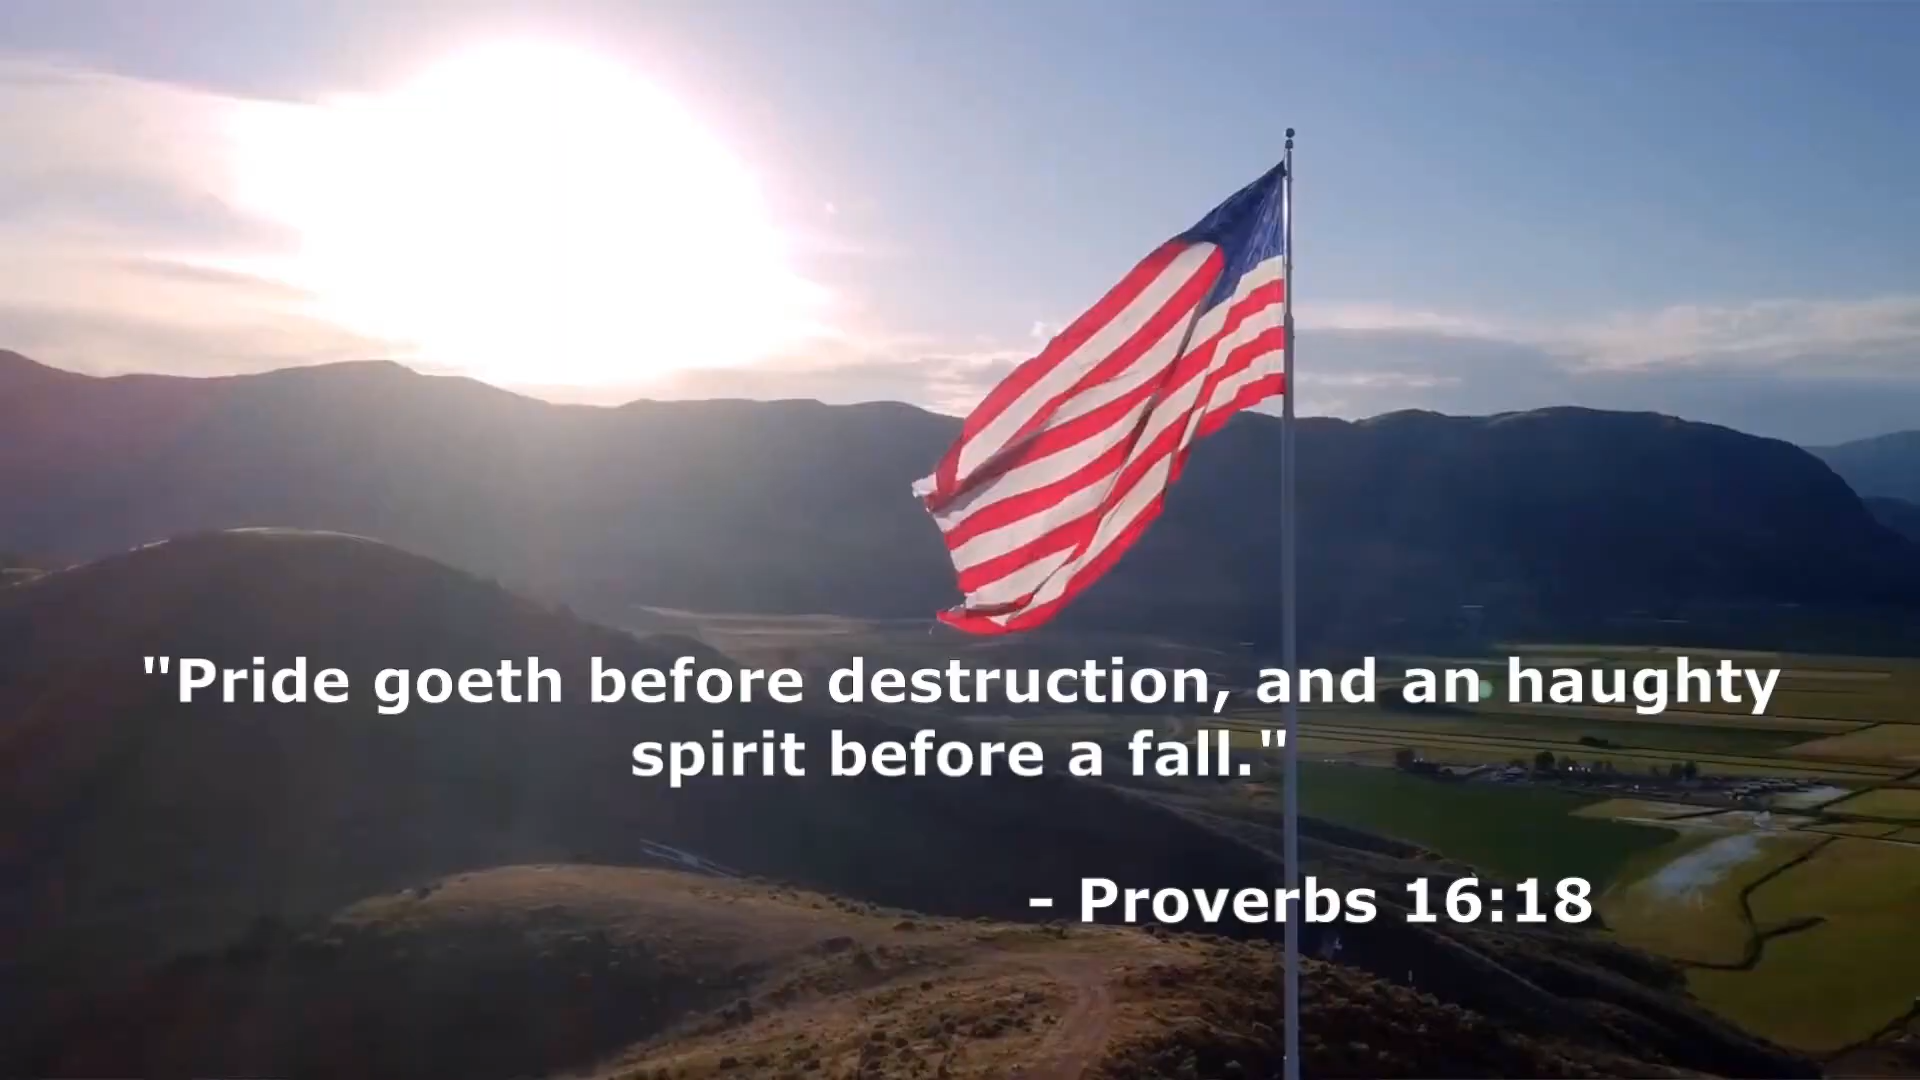 "Pride goeth before destruction, and an haughty
spirit before a fall."
- Proverbs 16:18